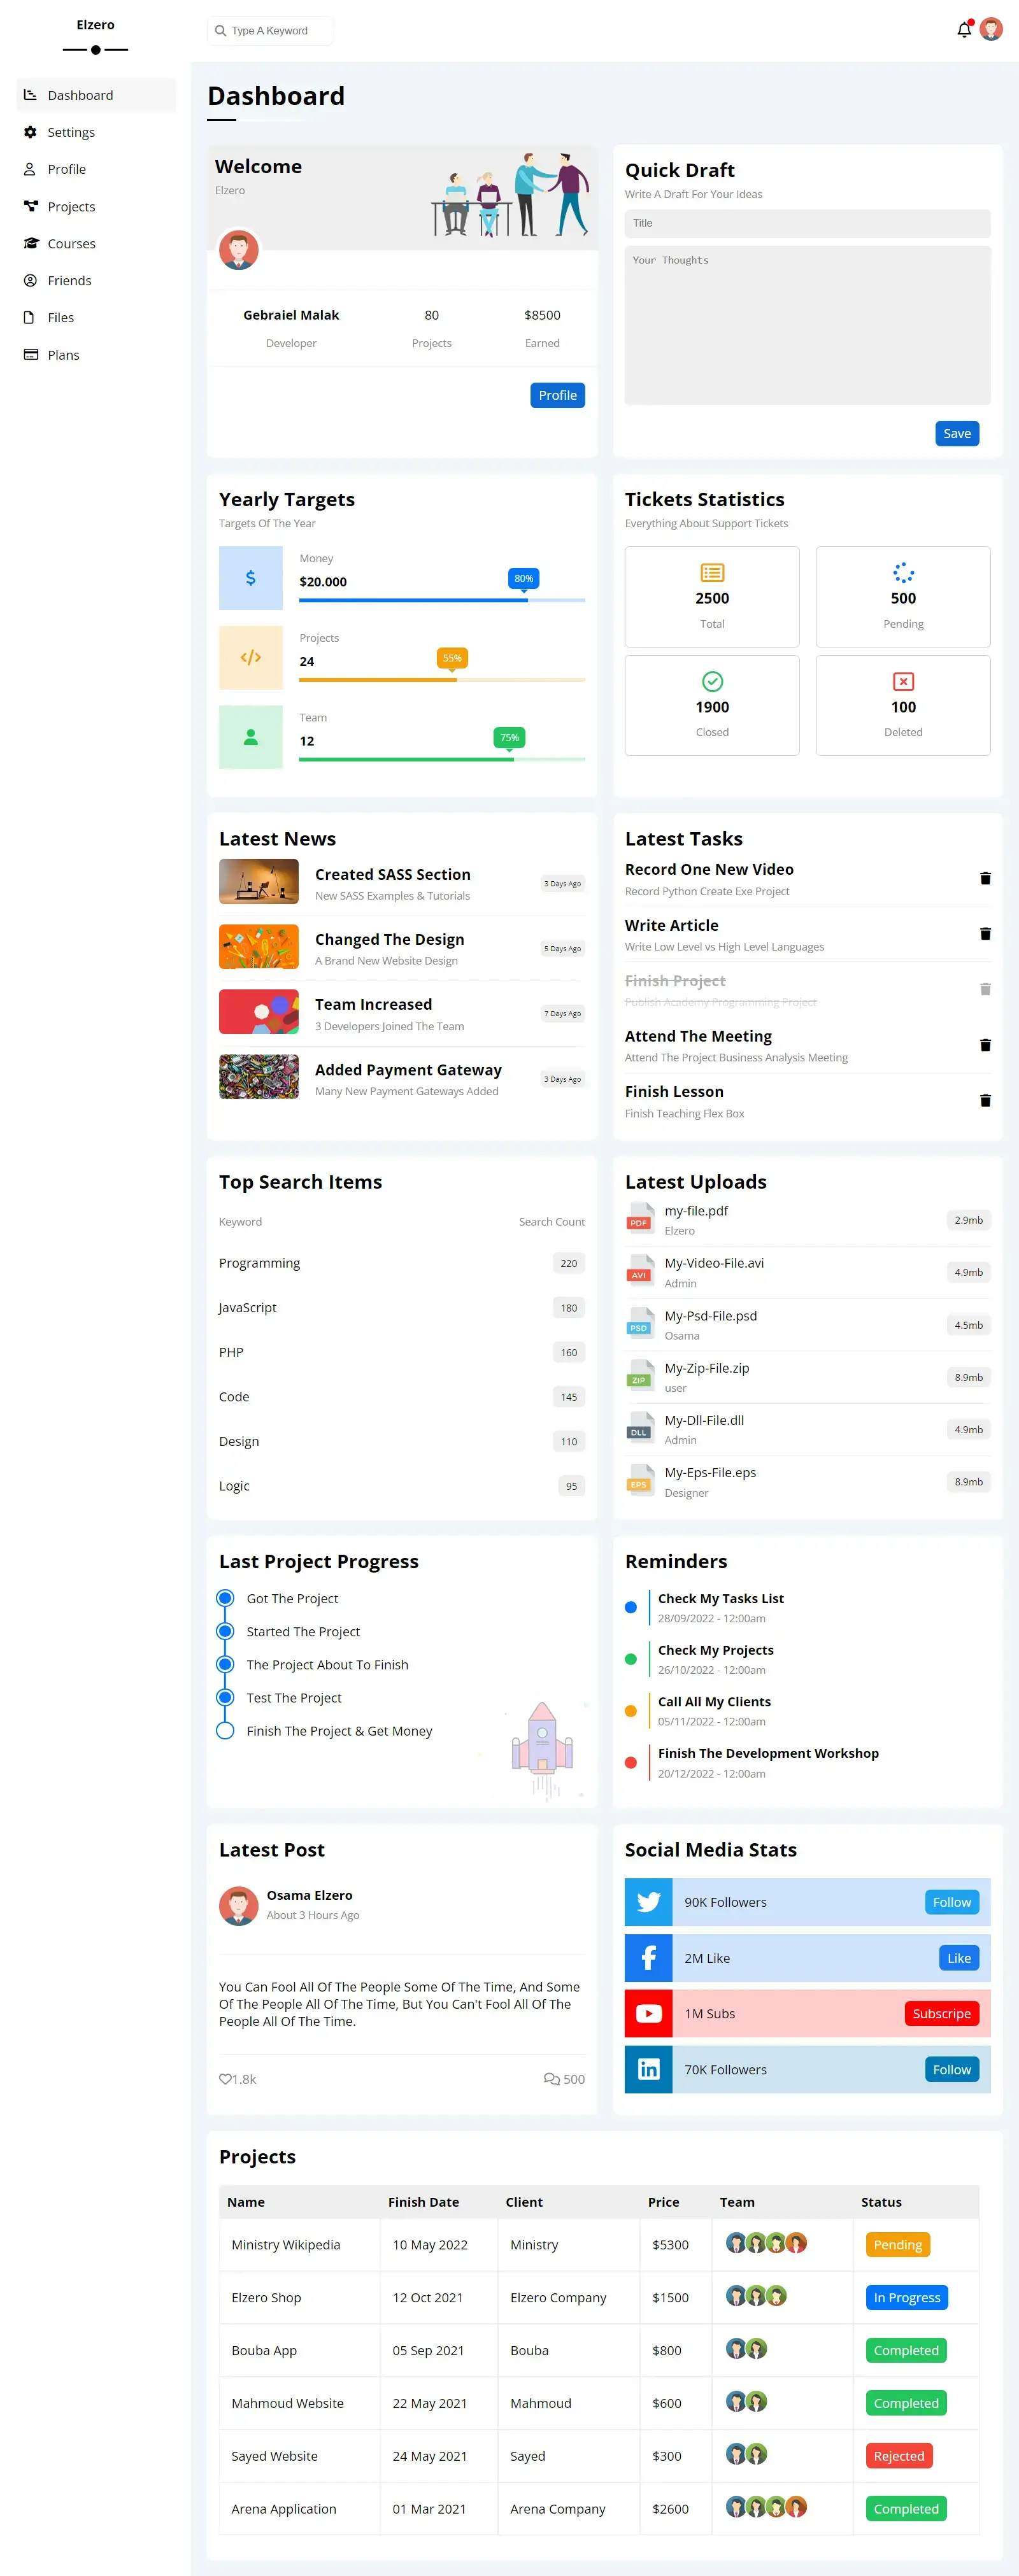 Elzero
Type A Keyword
Dashboard
Settings
Profile
Projects
Courses
Friends
Files
Plans
Dashboard
Welcome
Elzero
Gebraiel Malak
80
$8500
Developer
Projects
Earned
Profile
Quick Draft
Write A Draft For Your Ideas
Title
Your Thoughts
Save
Yearly Targets
Targets Of The Year
Money
$20.000
80%
Projects
24
55%
Team
12
75%
Tickets Statistics
Everything About Support Tickets
2500
Total
500
Pending
1900
Closed
100
Deleted
Latest News
Created SASS Section
New SASS Examples & Tutorials
3 Days Ago
Changed The Design
A Brand New Website Design
5 Days Ago
Team Increased
3 Developers Joined The Team
7 Days Ago
Added Payment Gateway
Many New Payment Gateways Added
3 Days Ago
Latest Tasks
Record One New Video
Record Python Create Exe Project
Write Article
Write Low Level vs High Level Languages
Finish Project
Publish Academy Programming Project
Attend The Meeting
Attend The Project Business Analysis Meeting
Finish Lesson
Finish Teaching Flex Box
Top Search Items
Keyword
Search Count
Programming
220
JavaScript
180
PHP
160
Code
145
Design
110
Logic
95
Latest Uploads
PDF
my-file.pdf
Elzero
2.9mb
AVI
My-Video-File.avi
Admin
4.9mb
PSD
My-Psd-File.psd
Osama
4.5mb
ZIP
My-Zip-File.zip
user
8.9mb
DLL
My-Dll-File.dll
Admin
4.9mb
EPS
My-Eps-File.eps
Designer
8.9mb
Last Project Progress
Got The Project
Started The Project
The Project About To Finish
Test The Project
Finish The Project & Get Money
Reminders
Check My Tasks List
28/09/2022 - 12:00am
Check My Projects
26/10/2022 - 12:00am
Call All My Clients
05/11/2022 - 12:00am
Finish The Development Workshop
20/12/2022 - 12:00am
Latest Post
Osama Elzero
About 3 Hours Ago
You Can Fool All Of The People Some Of The Time, And Some
Of The People All Of The Time, But You Can't Fool All Of The
People All Of The Time.
1.8k
500
Social Media Stats
90K Followers
Follow
2M Like
Like
1M Subs
Subscripe
in
70K Followers
Follow
Projects
Name Finish Date Client Price Team Status
Ministry Wikipedia 10 May 2022 Ministry $5300 Pending
Elzero Shop 12 Oct 2021 Elzero Company $1500 In Progress
Bouba App 05 Sep 2021 Bouba $800 Completed
Mahmoud Website 22 May 2021 Mahmoud $600 Completed
Sayed Website 24 May 2021 Sayed $300 Rejected
Arena Application 01 Mar 2021 Arena Company $2600 Completed